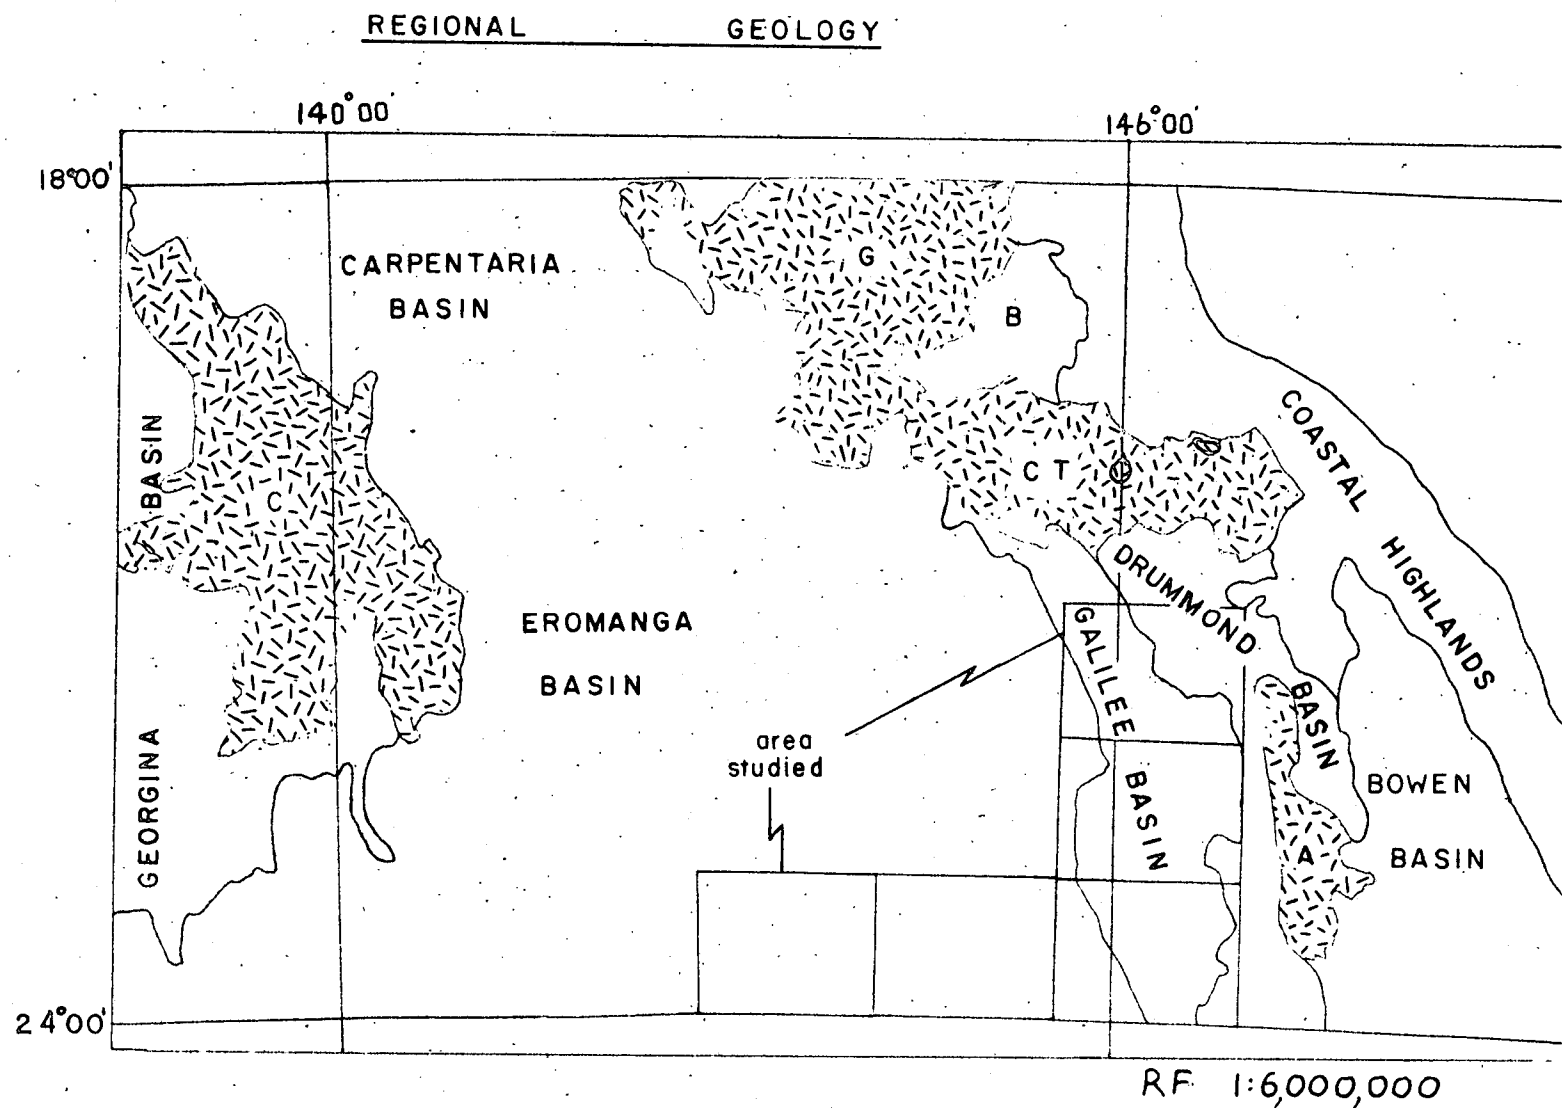 REGIONAL GEOLOGY
140°00'
146°00'
18°00'
CARPENTARIA
BASIN
G
B
COASTAL HIGHLANDS
GEORGINA BASIN
C
C T
DRUMMOND BASIN
EROMANGA
BASIN
GALILEE BASIN
area
studied
BOWEN
BASIN
A
24°00'
RF 1:6,000,000